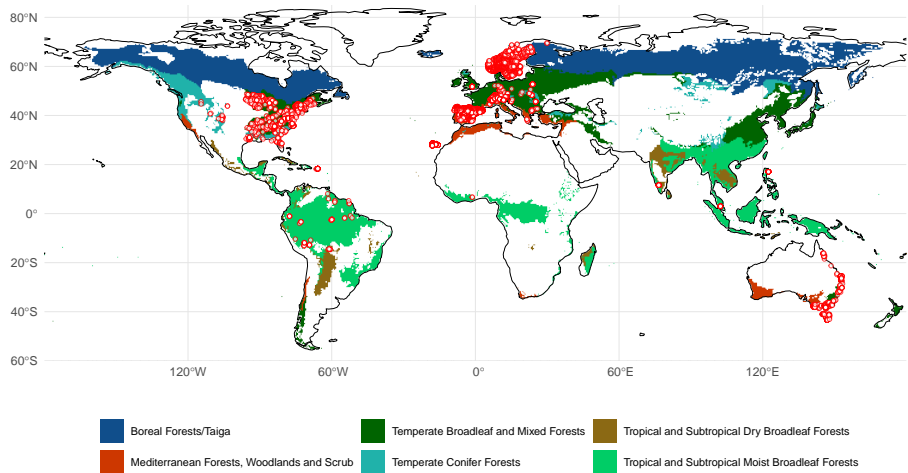 80°N
60°N
40°N
20°N
0°
20°S
40°S
60°S
120°W 60°W 0° 60°E 120°E
Boreal Forests/Taiga Temperate Broadleaf and Mixed Forests Tropical and Subtropical Dry Broadleaf Forests
Mediterranean Forests, Woodlands and Scrub Temperate Conifer Forests Tropical and Subtropical Moist Broadleaf Forests